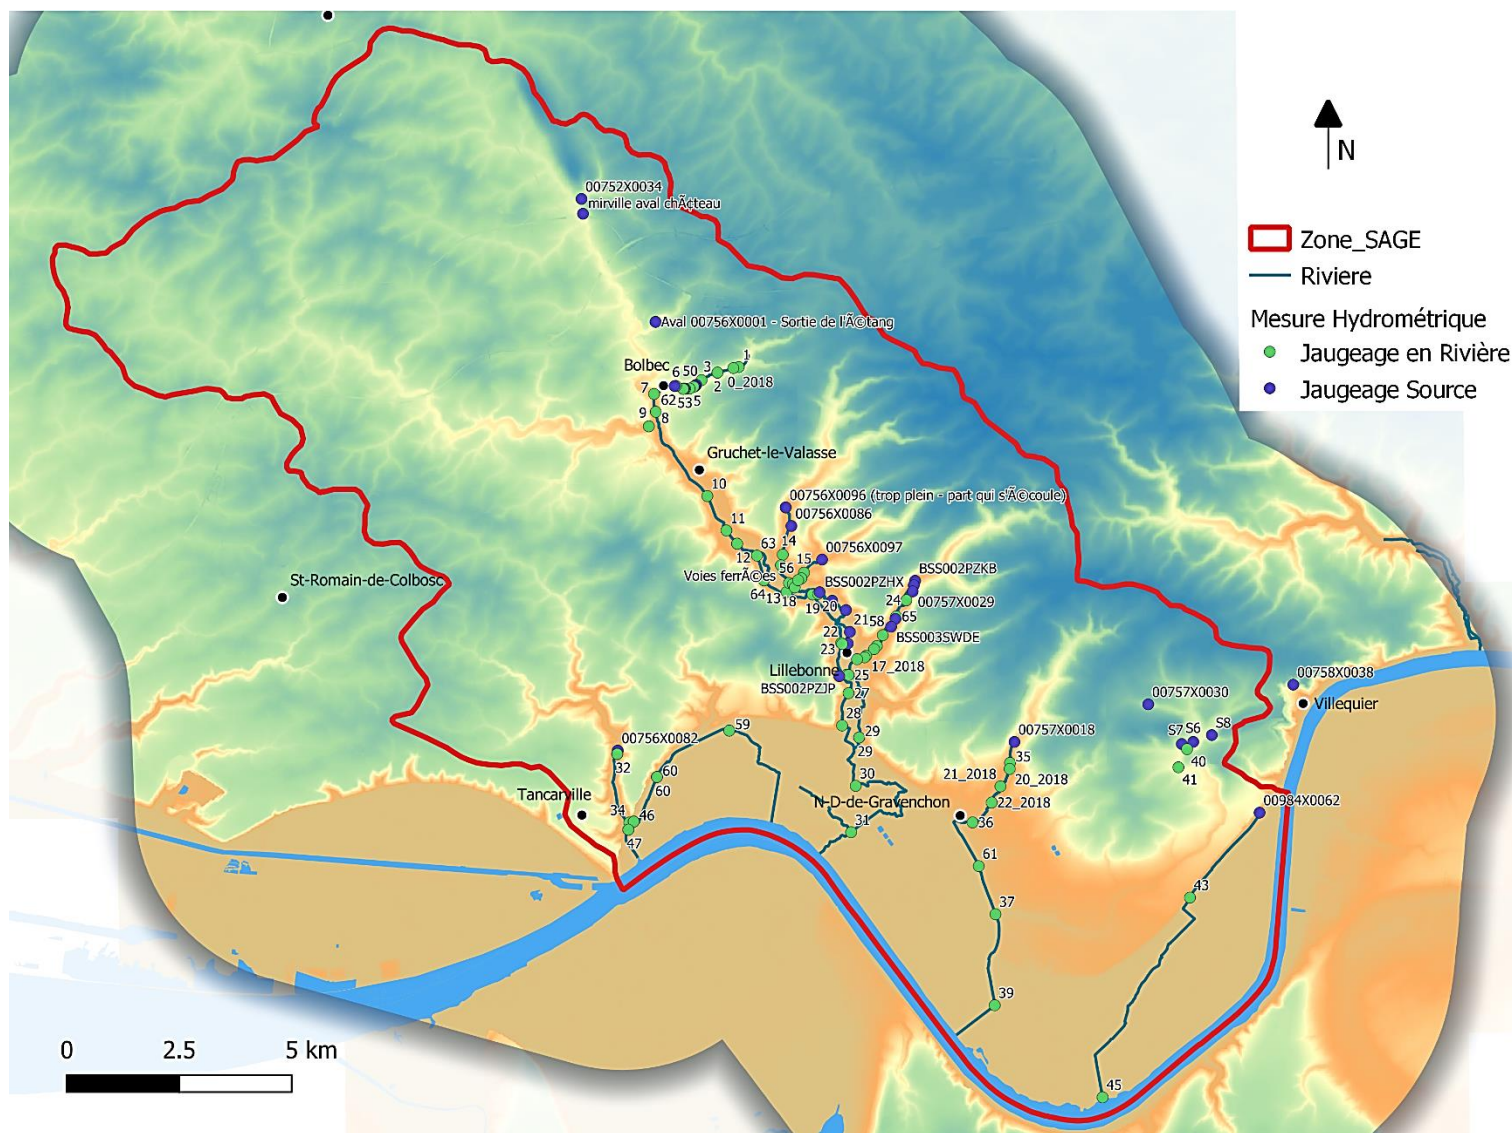 N
Zone_SAGE
Riviere
Mesure Hydrométrique
Jaugeage en Rivière
Jaugeage Source
00752X0034
mirville aval chÃ¢teau
Aval 00756X0001 - Sortie de l'Ã©tang
Bolbec
6
50
3
1
2
0_2018
7
62
53
5
9
8
Gruchet-le-Valasse
10
00756X0096 (trop plein - part qui s'Ã©coule)
00756X0086
11
12
63
14
00756X0097
56
15
Voies ferrÃ©es
BSS002PZHX
BSS002PZKB
64
13
18
19
20
24
00757X0029
St-Romain-de-Colbosc
21
58
65
22
BSS003SWDE
23
17_2018
Lillebonne
25
BSS002PZJP
27
00758X0038
00757X0030
Villequier
28
59
29
29
S7
S6
S8
00756X0082
00757X0018
32
35
40
41
60
60
30
21_2018
20_2018
Tancarville
N-D-de-Gravenchon
22_2018
00984X0062
34
46
36
47
31
61
43
37
39
45
0
2.5
5 km